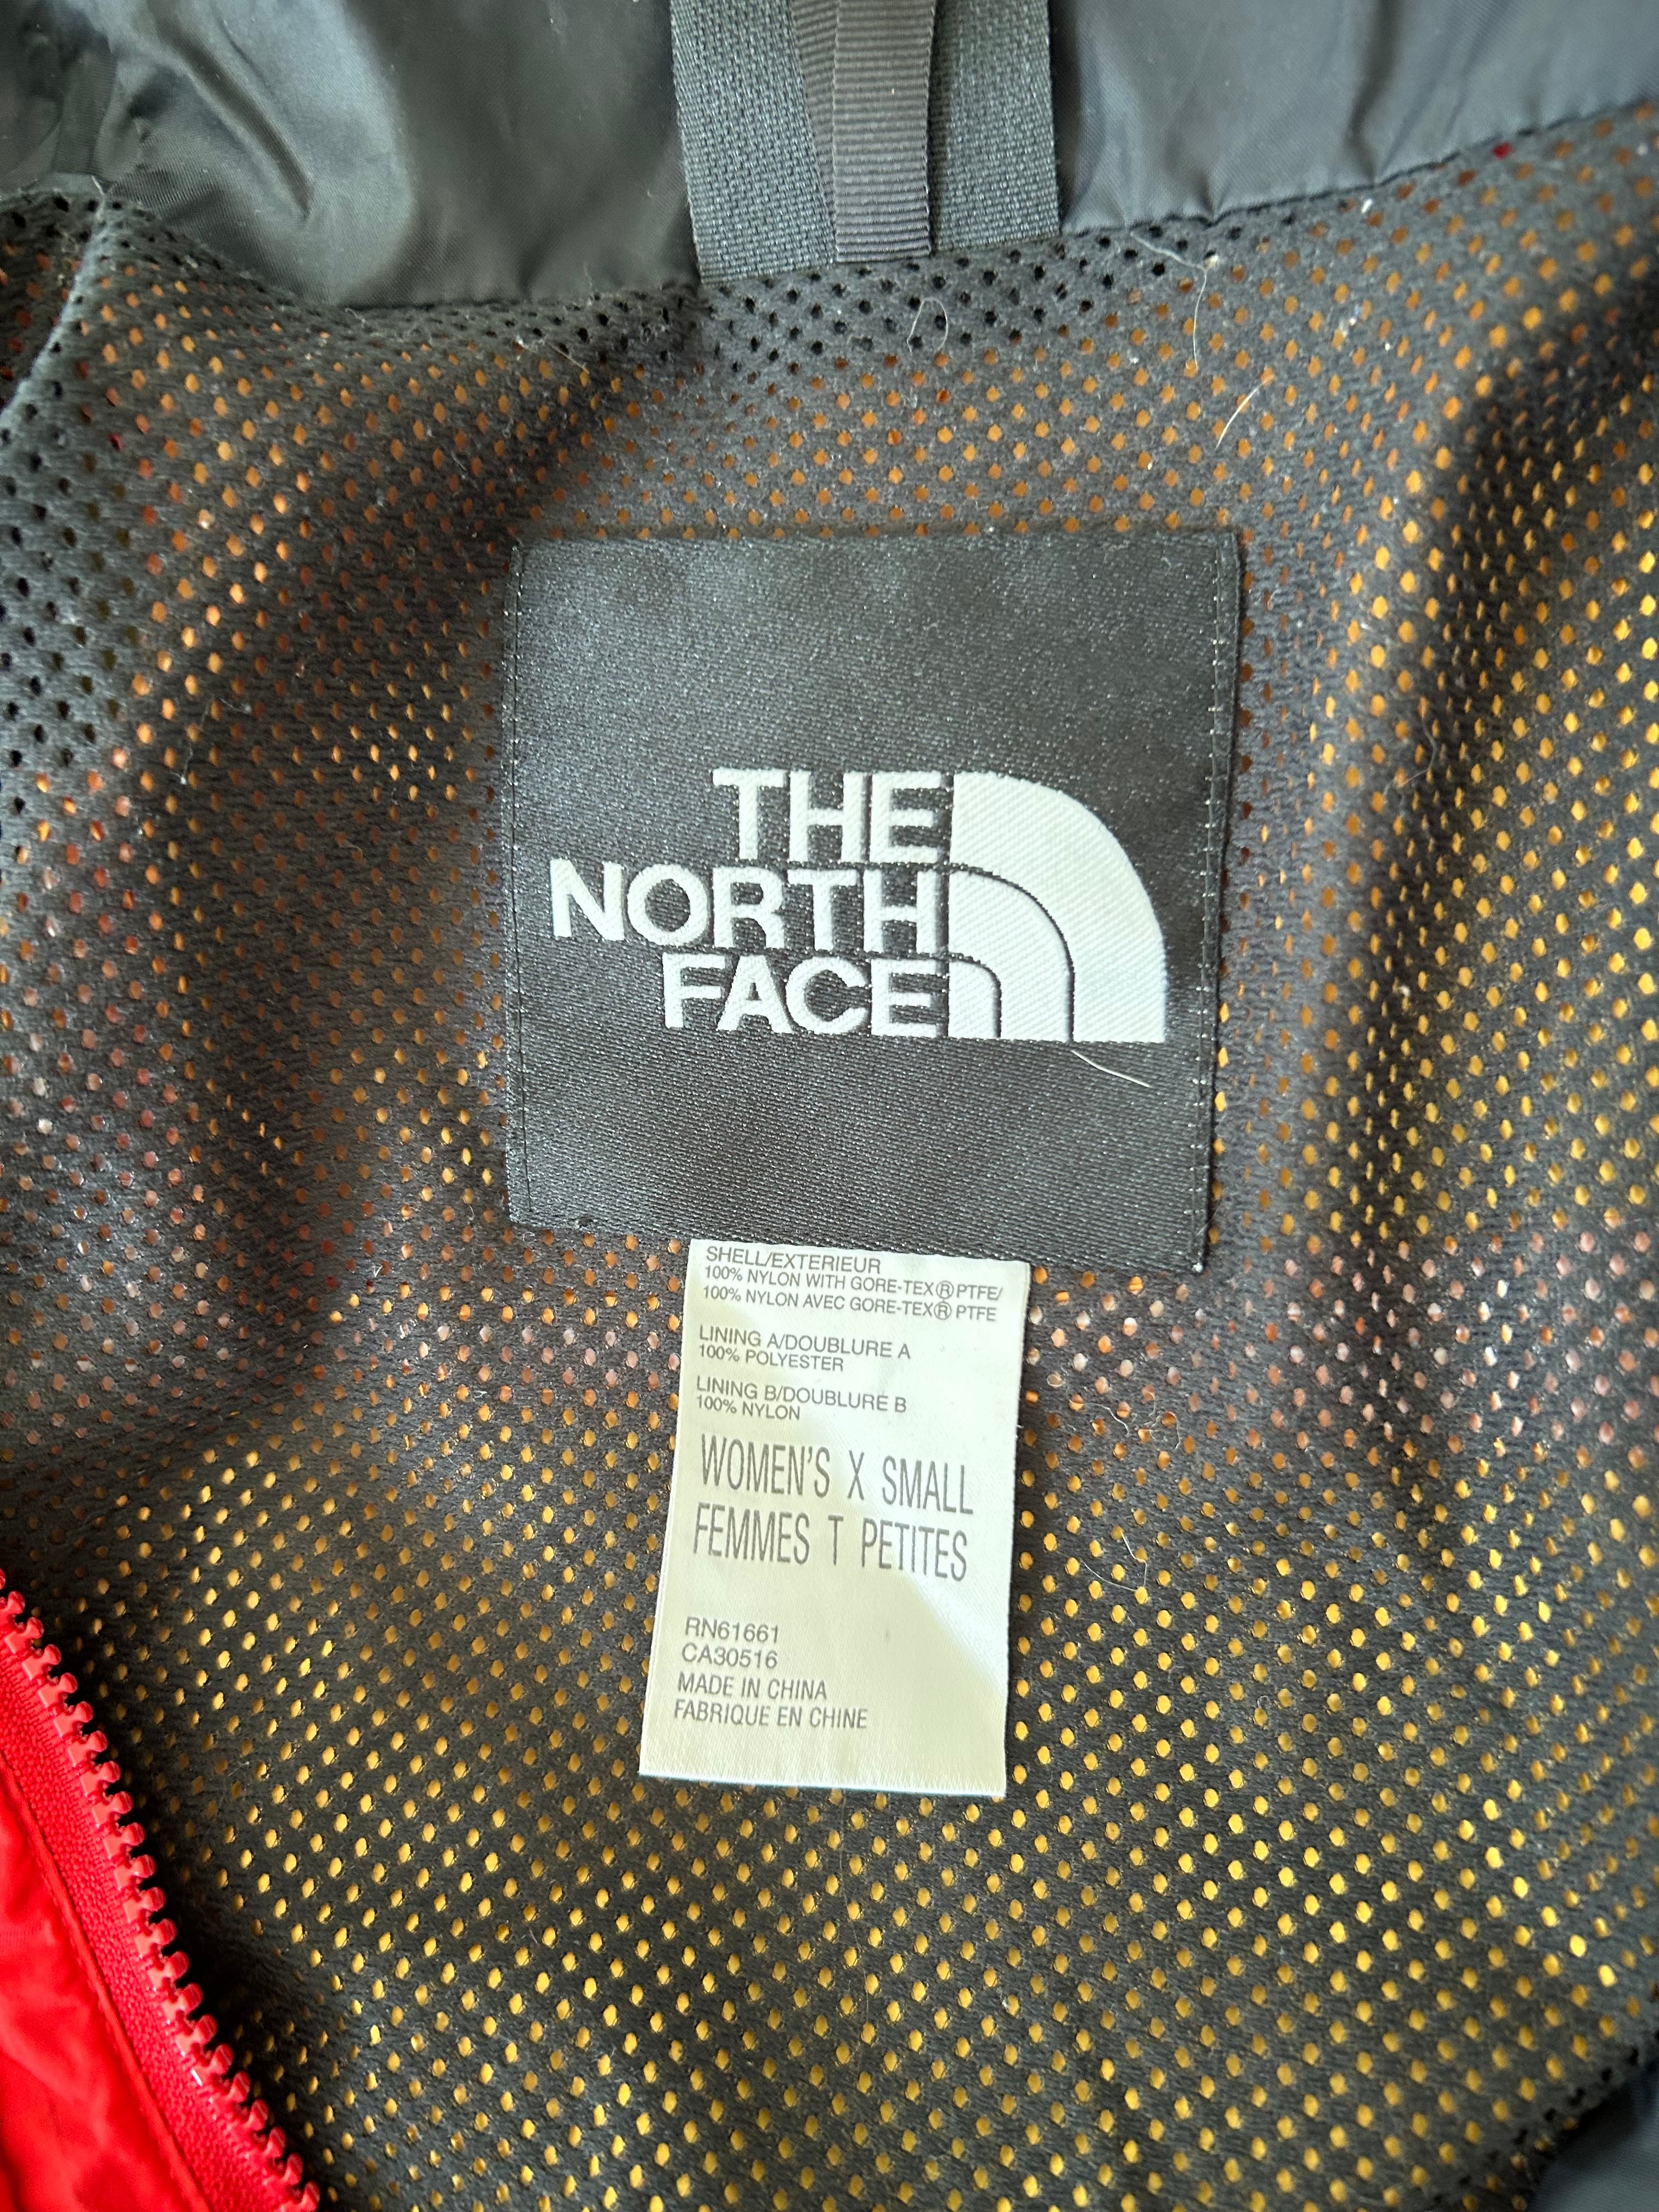 THE
NORTH
FACE
SHELL/EXTERIEUR
100% NYLON WITH GORE-TEX® PTFE/
100% NYLON AVEC GORE-TEX® PTFE
LINING A/DOUBLURE A
100% POLYESTER
LINING B/DOUBLURE B
100% NYLON
WOMEN'S X SMALL
FEMMES T PETITES
RN61661
CA30516
MADE IN CHINA
FABRIQUE EN CHINE